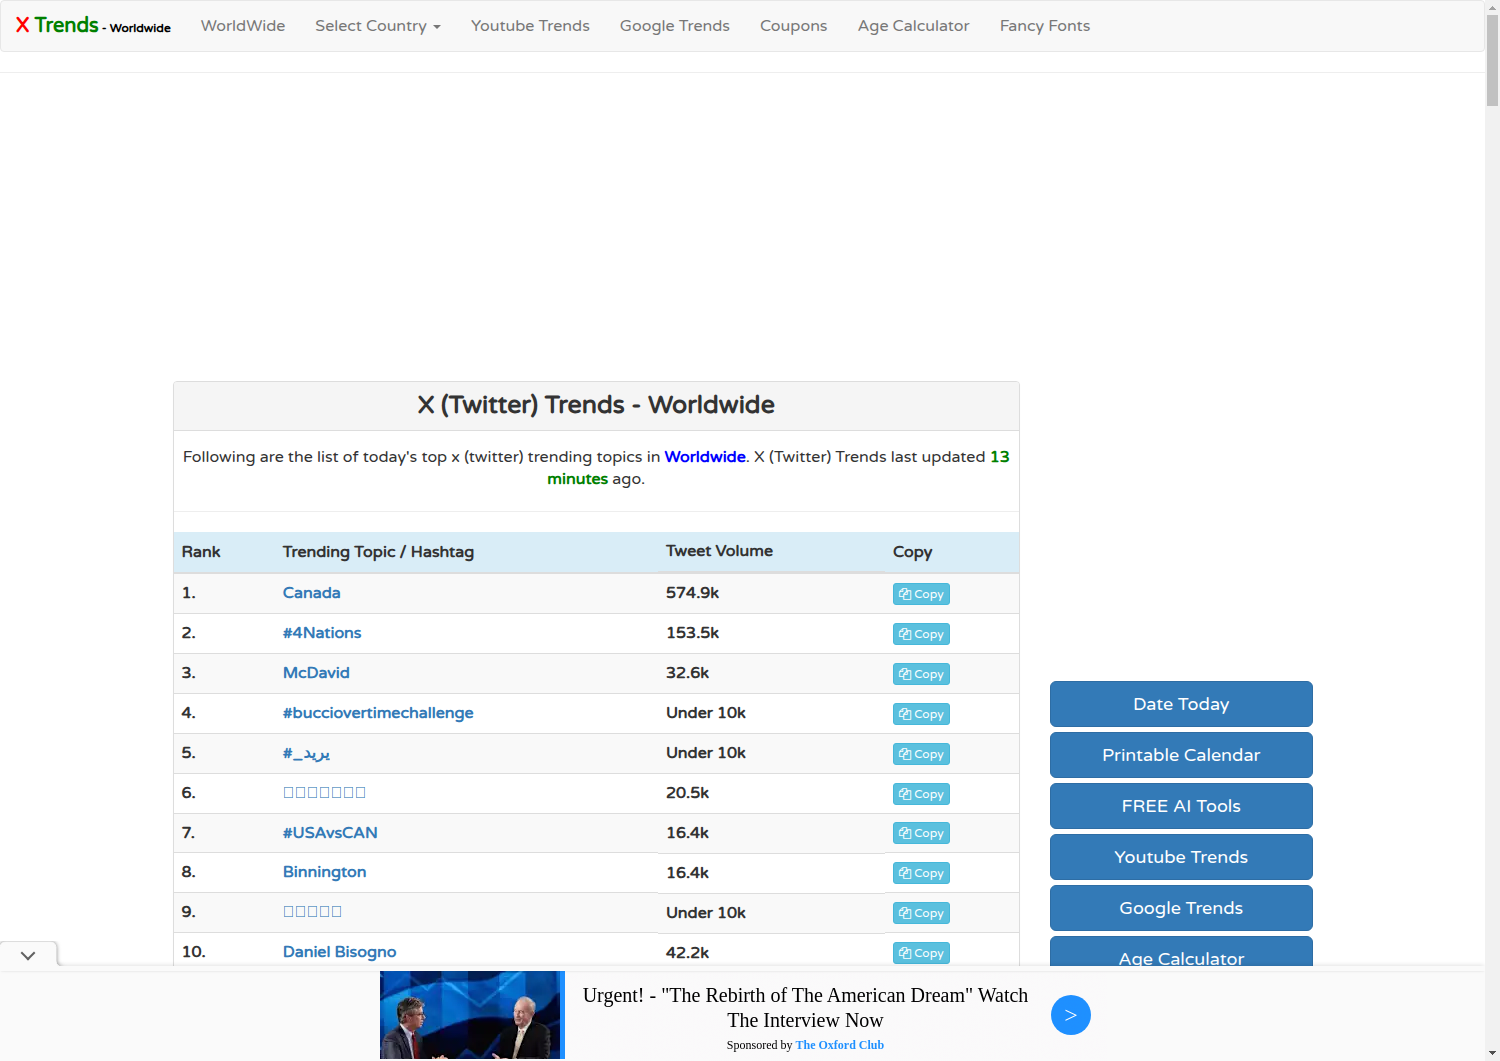 X Trends - Worldwide
WorldWide
Select Country
Youtube Trends
Google Trends
Coupons
Age Calculator
Fancy Fonts
X (Twitter) Trends - Worldwide
Following are the list of today's top x (twitter) trending topics in Worldwide. X (Twitter) Trends last updated 13
minutes ago.
Rank Trending Topic / Hashtag Tweet Volume Copy
1. Canada 574.9k Copy
2. #4Nations 153.5k Copy
3. McDavid 32.6k Copy
4. #bucciovertimechallenge Under 10k Copy
5. #_يريد Under 10k Copy
6. 20.5k Copy
7. #USAvsCAN 16.4k Copy
8. Binnington 16.4k Copy
9. Under 10k Copy
10. Daniel Bisogno 42.2k Copy
Date Today
Printable Calendar
FREE AI Tools
Youtube Trends
Google Trends
Age Calculator
Urgent! - "The Rebirth of The American Dream" Watch
The Interview Now
Sponsored by The Oxford Club
>